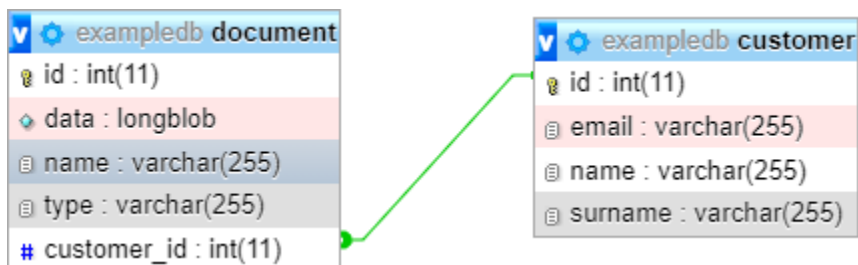 v exampledb document
id : int(11)
data : longblob
name : varchar(255)
type : varchar(255)
# customer_id : int(11)
v exampledb customer
id : int(11)
email : varchar(255)
name : varchar(255)
surname : varchar(255)